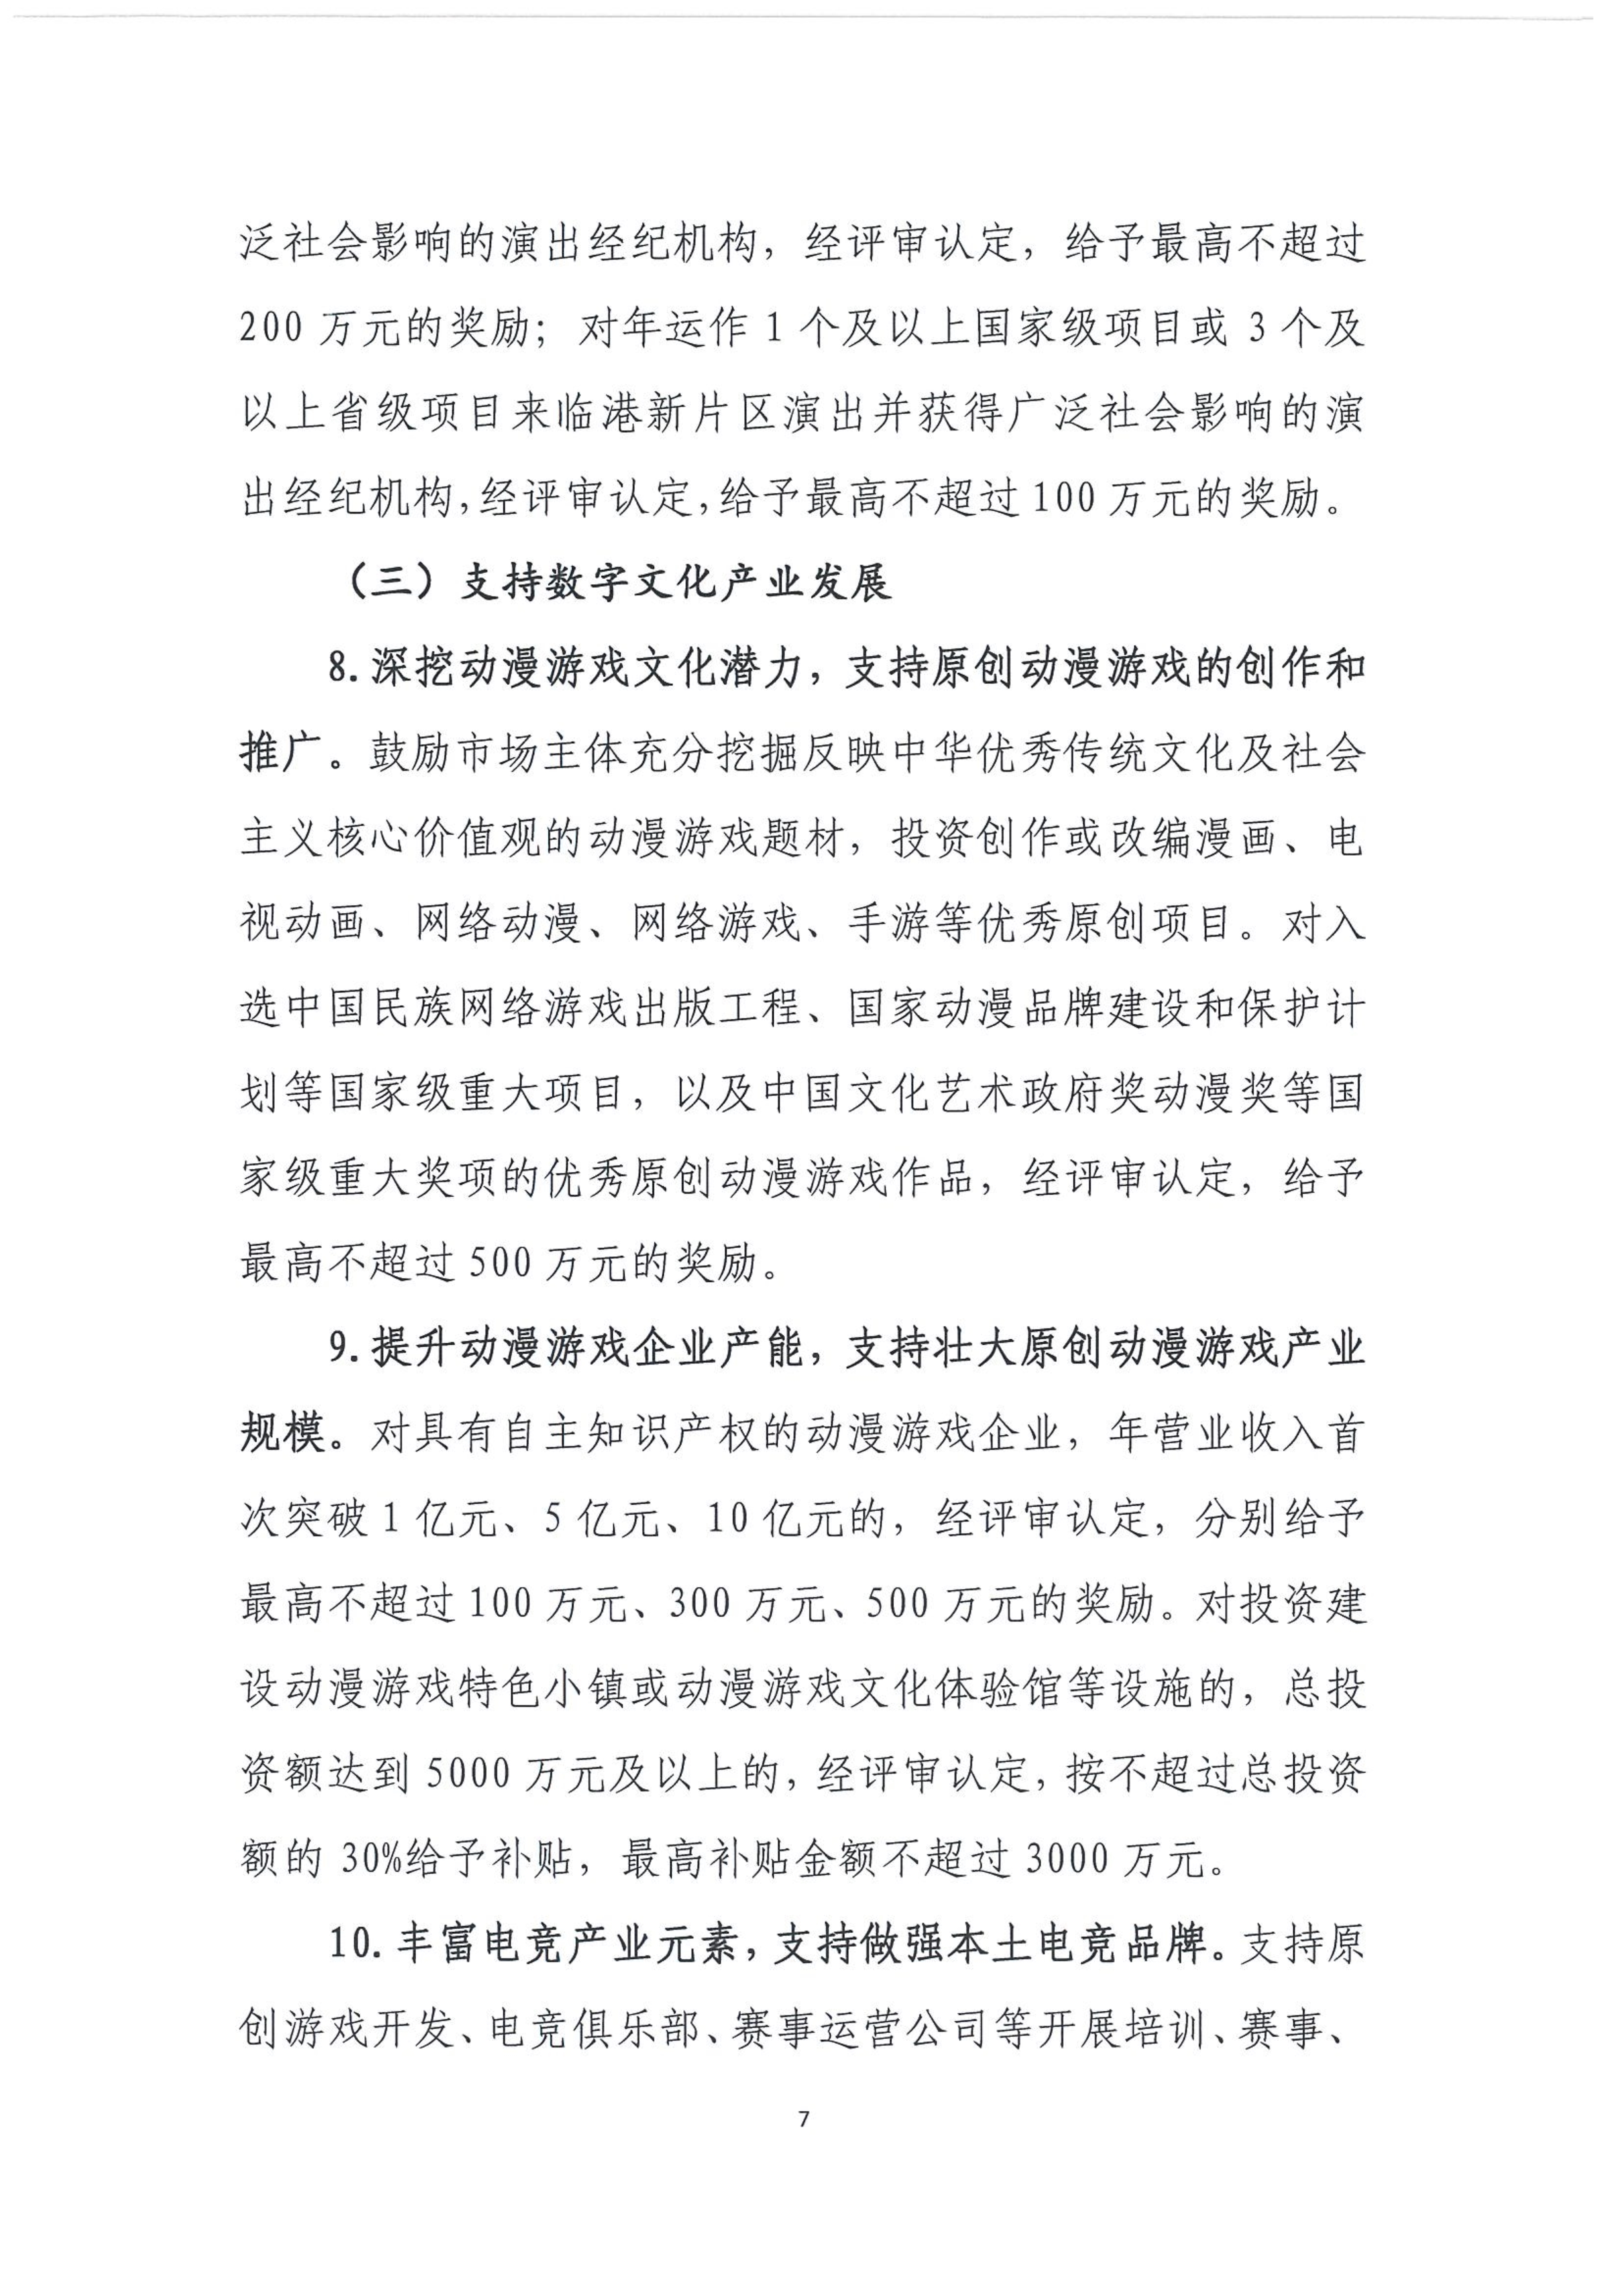 泛社会影响的演出经纪机构，经评审认定，给予最高不超过
200 万元的奖励；对年运作 1 个及以上国家级项目或 3 个及
以上省级项目来临港新片区演出并获得广泛社会影响的演
出经纪机构，经评审认定，给予最高不超过 100 万元的奖励。
（三）支持数字文化产业发展
8. 深挖动漫游戏文化潜力，支持原创动漫游戏的创作和
推广。鼓励市场主体充分挖掘反映中华优秀传统文化及社会
主义核心价值观的动漫游戏题材，投资创作或改编漫画、电
视动画、网络动漫、网络游戏、手游等优秀原创项目。对入
选中国民族网络游戏出版工程、国家动漫品牌建设和保护计
划等国家级重大项目，以及中国文化艺术政府奖动漫奖等国
家级重大奖项的优秀原创动漫游戏作品，经评审认定，给予
最高不超过 500 万元的奖励。
9. 提升动漫游戏企业产能，支持壮大原创动漫游戏产业
规模。对具有自主知识产权的动漫游戏企业，年营业收入首
次突破 1 亿元、5 亿元、10 亿元的，经评审认定，分别给予
最高不超过 100 万元、300 万元、500 万元的奖励。对投资建
设动漫游戏特色小镇或动漫游戏文化体验馆等设施的，总投
资额达到 5000 万元及以上的，经评审认定，按不超过总投资
额的 30%给予补贴，最高补贴金额不超过 3000 万元。
10. 丰富电竞产业元素，支持做强本土电竞品牌。支持原
创游戏开发、电竞俱乐部、赛事运营公司等开展培训、赛事、
7